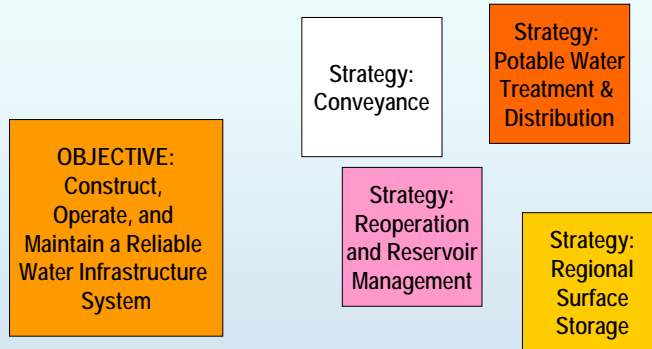 OBJECTIVE:
Construct,
Operate, and
Maintain a Reliable
Water Infrastructure
System
Strategy:
Conveyance
Strategy:
Potable Water
Treatment &
Distribution
Strategy:
Reoperation
and Reservoir
Management
Strategy:
Regional
Surface
Storage